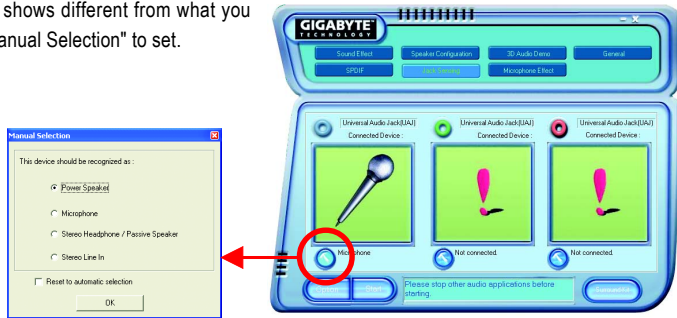 shows different from what you
anual Selection" to set.
GIGABYTE™
TECHNOLOGY
Sound Effect
Speaker Configuration
3D Audio Demo
General
SPDIF
Jack Sensing
Microphone Effect
Universal Audio Jack(UAJ)
Connected Device :
Universal Audio Jack(UAJ)
Connected Device :
Universal Audio Jack(UAJ)
Connected Device :
Microphone
Not connected.
Not connected.
Option
Start
Please stop other audio applications before
starting.
Manual Selection
This device should be recognized as :
Power Speaker
Microphone
Stereo Headphone / Passive Speaker
Stereo Line In
Reset to automatic selection
OK